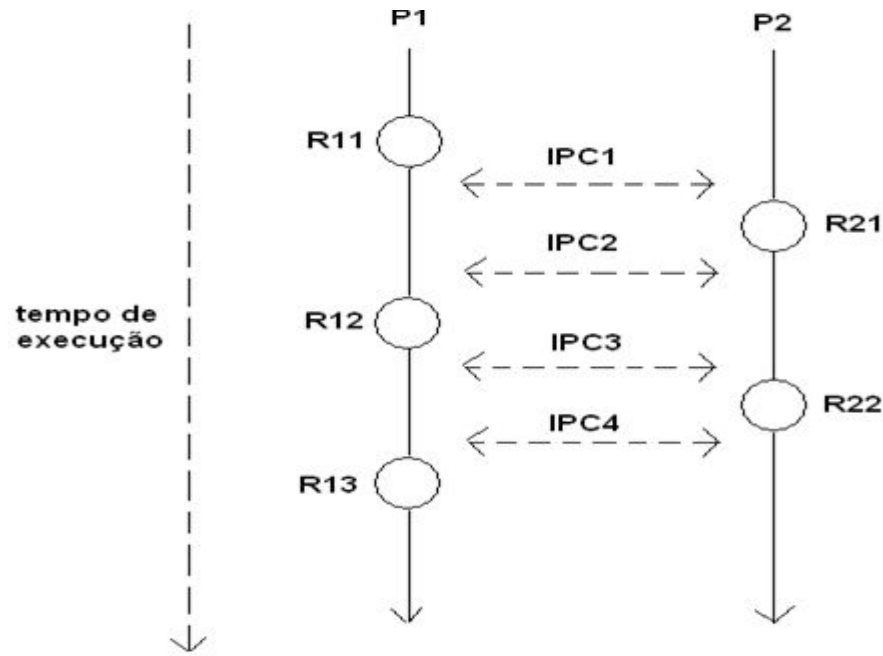 P1
P2
R11
IPC1
R21
IPC2
tempo de
execução
R12
IPC3
R22
IPC4
R13